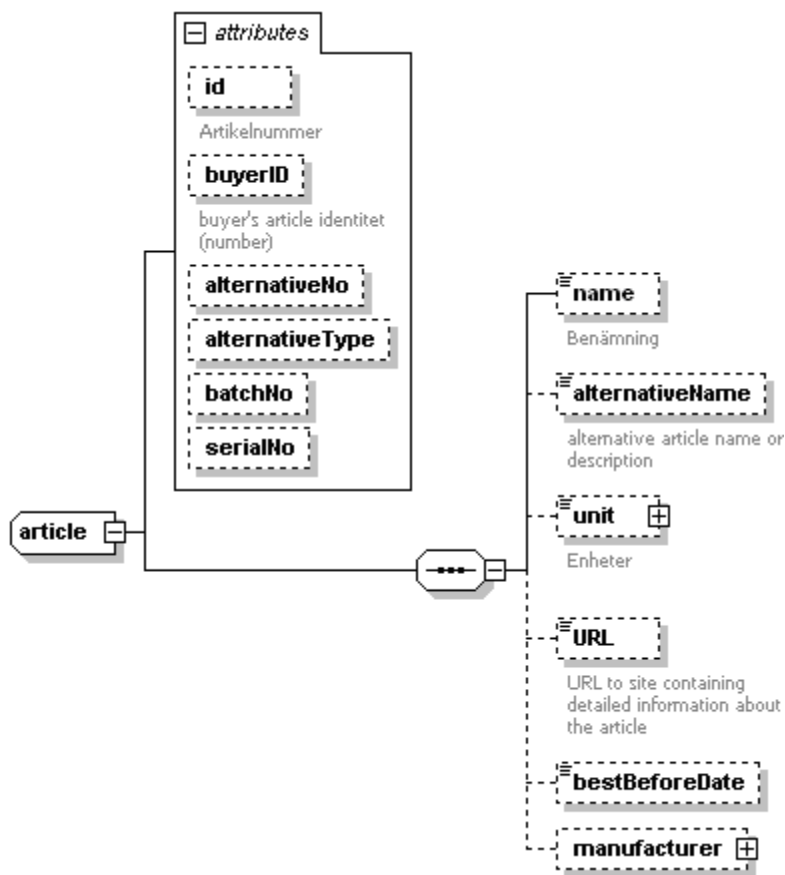 attributes
id
Artikelnummer
buyerID
buyer's article identitet
(number)
alternativeNo
alternativeType
batchNo
serialNo
article
name
Benämning
alternativeName
alternative article name or
description
unit
Enheter
URL
URL to site containing
detailed information about
the article
bestBeforeDate
manufacturer